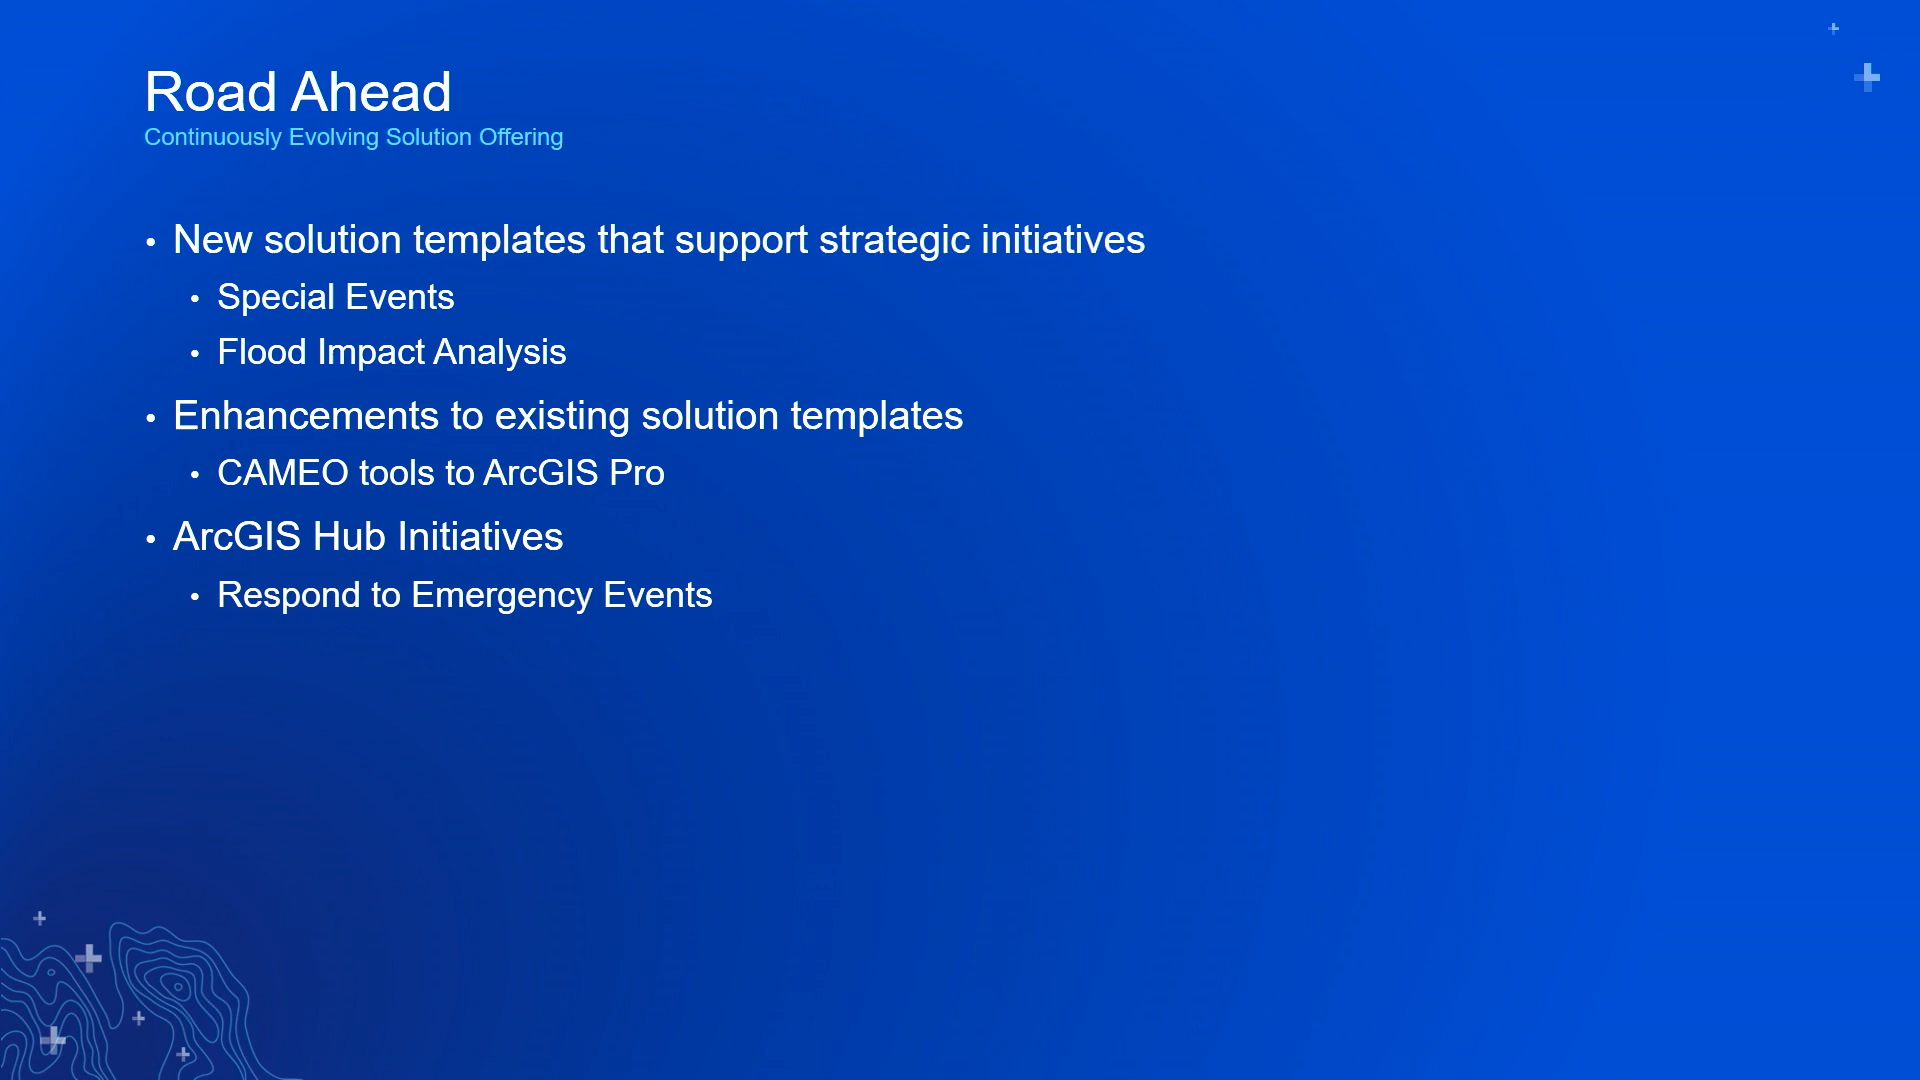 Road Ahead
Continuously Evolving Solution Offering
• New solution templates that support strategic initiatives
• Special Events
• Flood Impact Analysis
• Enhancements to existing solution templates
• CAMEO tools to ArcGIS Pro
• ArcGIS Hub Initiatives
• Respond to Emergency Events